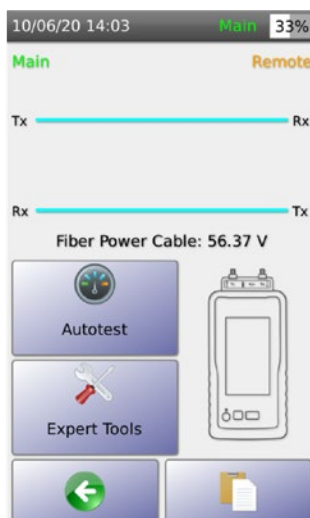 10/06/20 14:03 Main 33%
Main Remote
Tx Rx
Rx Tx
Fiber Power Cable: 56.37 V
Autotest
Expert Tools